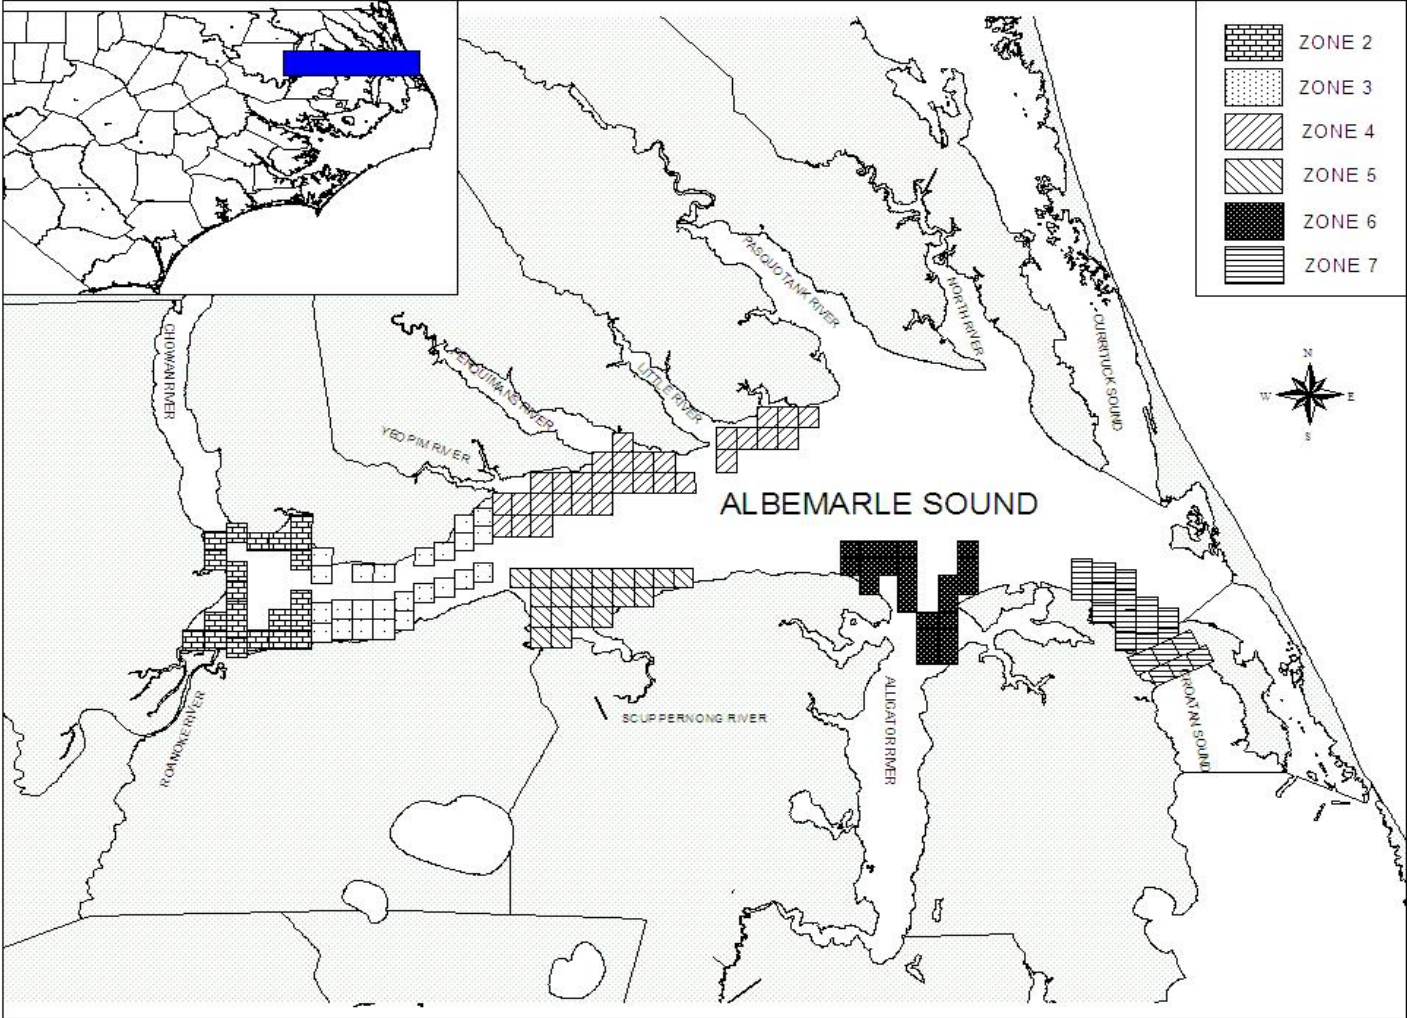 ZONE 2
ZONE 3
ZONE 4
ZONE 5
ZONE 6
ZONE 7
N
W
E
S
CHOWAN RIVER
PERQUIMANS RIVER
YEOPIM RIVER
LITTLE RIVER
PASQUOTANK RIVER
NORTH RIVER
CURRITUCK SOUND
ALBEMARLE SOUND
ROANOKE RIVER
SCUPPERNONG RIVER
ALLIGATOR RIVER
CROATAN SOUND